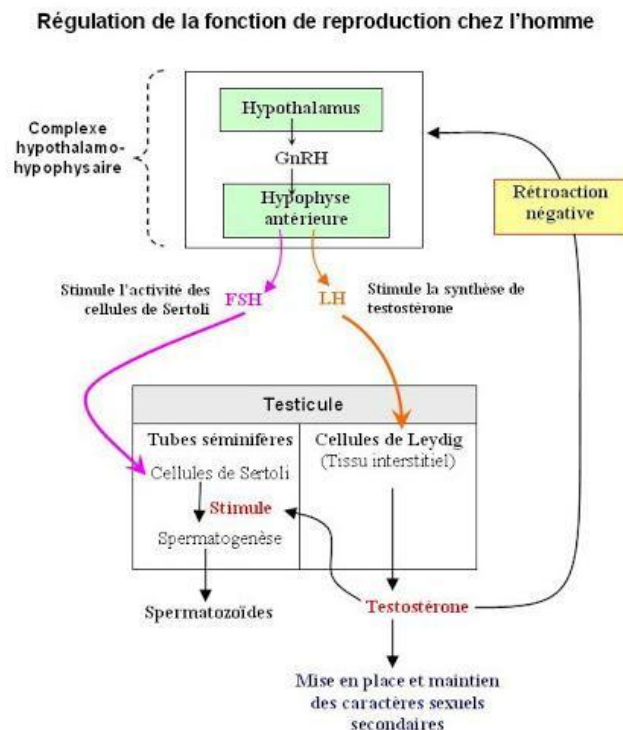 Régulation de la fonction de reproduction chez l'homme
Complexe
hypothalamo-
hypophysaire
Hypothalamus
GnRH
Hypophyse
antérieure
Rétroaction
négative
Stimule l'activité des
cellules de Sertoli
FSH
LH
Stimule la synthèse de
testostérone
Testicule
Tubes séminifères
Cellules de Sertoli
Stimule
Spermatogenèse
Cellules de Leydig
(Tissu interstitiel)
Spermatozoïdes
Testostérone
Mise en place et maintien
des caractères sexuels
secondaires